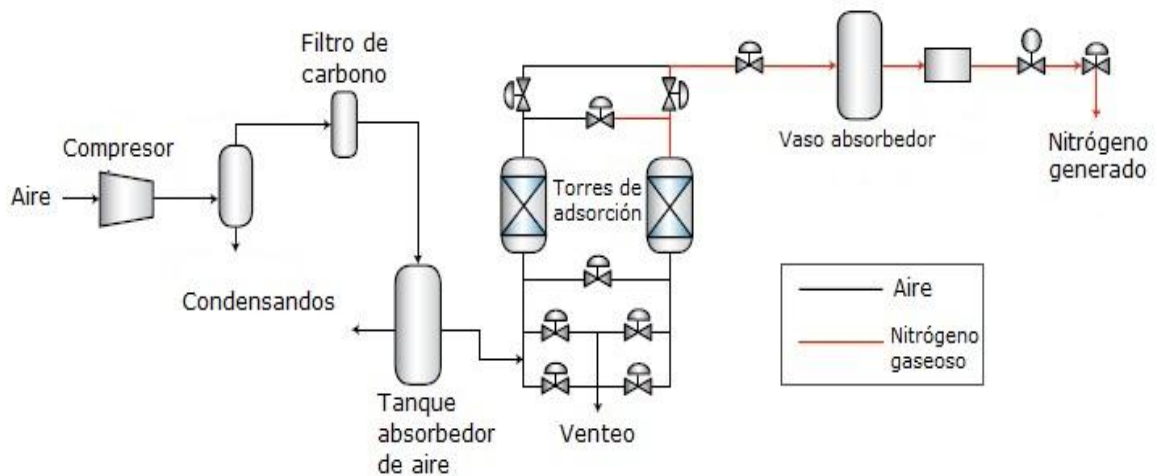 Filtro de
carbono
Compresor
Aire
Condensandos
Tanque
absorbedor
de aire
Torres de
adsorción
Venteo
Vaso absorbedor
Nitrógeno
generado
Aire
Nitrógeno
gaseoso